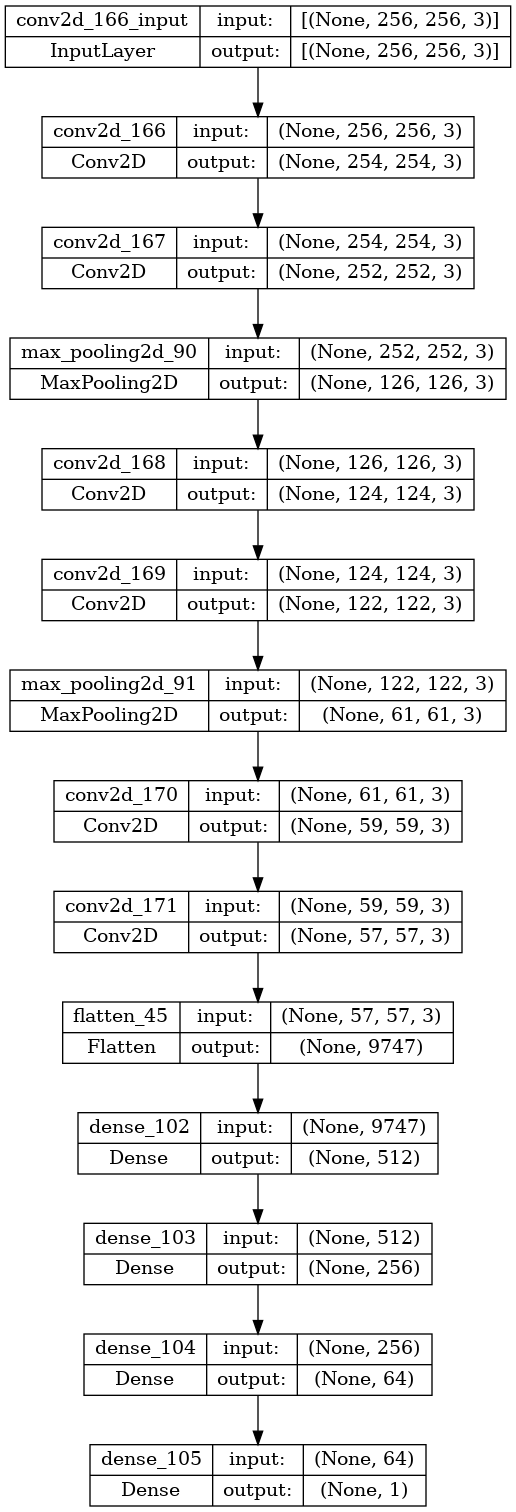 conv2d_166_input input: [(None, 256, 256, 3)]
InputLayer output: [(None, 256, 256, 3)]
conv2d_166 input: (None, 256, 256, 3)
Conv2D output: (None, 254, 254, 3)
conv2d_167 input: (None, 254, 254, 3)
Conv2D output: (None, 252, 252, 3)
max_pooling2d_90 input: (None, 252, 252, 3)
MaxPooling2D output: (None, 126, 126, 3)
conv2d_168 input: (None, 126, 126, 3)
Conv2D output: (None, 124, 124, 3)
conv2d_169 input: (None, 124, 124, 3)
Conv2D output: (None, 122, 122, 3)
max_pooling2d_91 input: (None, 122, 122, 3)
MaxPooling2D output: (None, 61, 61, 3)
conv2d_170 input: (None, 61, 61, 3)
Conv2D output: (None, 59, 59, 3)
conv2d_171 input: (None, 59, 59, 3)
Conv2D output: (None, 57, 57, 3)
flatten_45 input: (None, 57, 57, 3)
Flatten output: (None, 9747)
dense_102 input: (None, 9747)
Dense output: (None, 512)
dense_103 input: (None, 512)
Dense output: (None, 256)
dense_104 input: (None, 256)
Dense output: (None, 64)
dense_105 input: (None, 64)
Dense output: (None, 1)